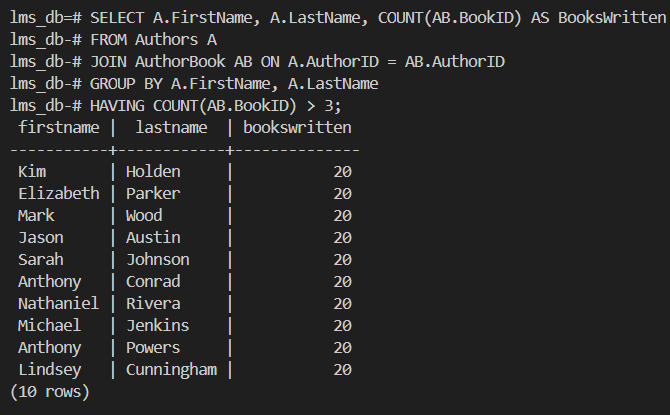 lms_db=# SELECT A.FirstName, A.LastName, COUNT(AB.BookID) AS BooksWritten
lms_db-# FROM Authors A
lms_db-# JOIN AuthorBook AB ON A.AuthorID = AB.AuthorID
lms_db-# GROUP BY A.FirstName, A.LastName
lms_db-# HAVING COUNT(AB.BookID) > 3;
 firstname |  lastname  | bookswritten
-----------+------------+--------------
 Kim       | Holden     |           20
 Elizabeth | Parker     |           20
 Mark      | Wood       |           20
 Jason     | Austin     |           20
 Sarah     | Johnson    |           20
 Anthony   | Conrad     |           20
 Nathaniel | Rivera     |           20
 Michael   | Jenkins    |           20
 Anthony   | Powers     |           20
 Lindsey   | Cunningham |           20
(10 rows)